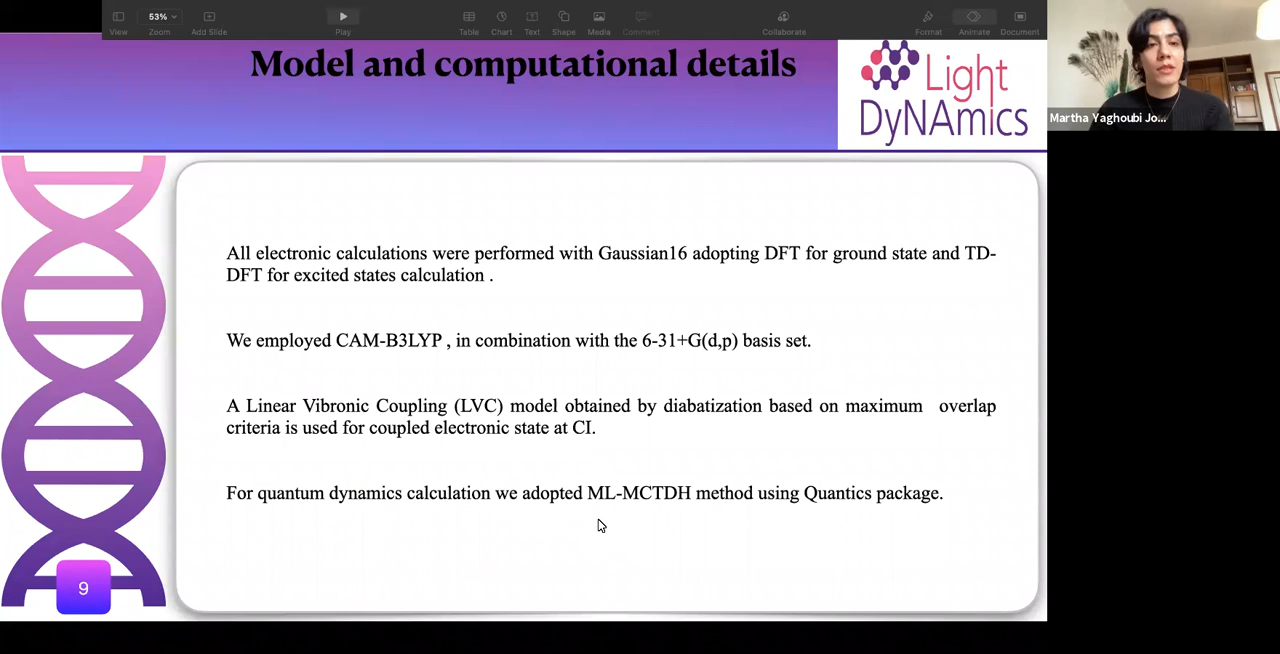 53%
View
Zoom
Add Slide
Play
Table
Chart
Text
Shape
Media
Comment
Collaborate
Format
Animate
Document
Model and computational details
Light
DyNAmics
Martha Yaghoubi Jo...
All electronic calculations were performed with Gaussian16 adopting DFT for ground state and TD-
DFT for excited states calculation .
We employed CAM-B3LYP , in combination with the 6-31+G(d,p) basis set.
A Linear Vibronic Coupling (LVC) model obtained by diabatization based on maximum overlap
criteria is used for coupled electronic state at CI.
For quantum dynamics calculation we adopted ML-MCTDH method using Quantics package.
9